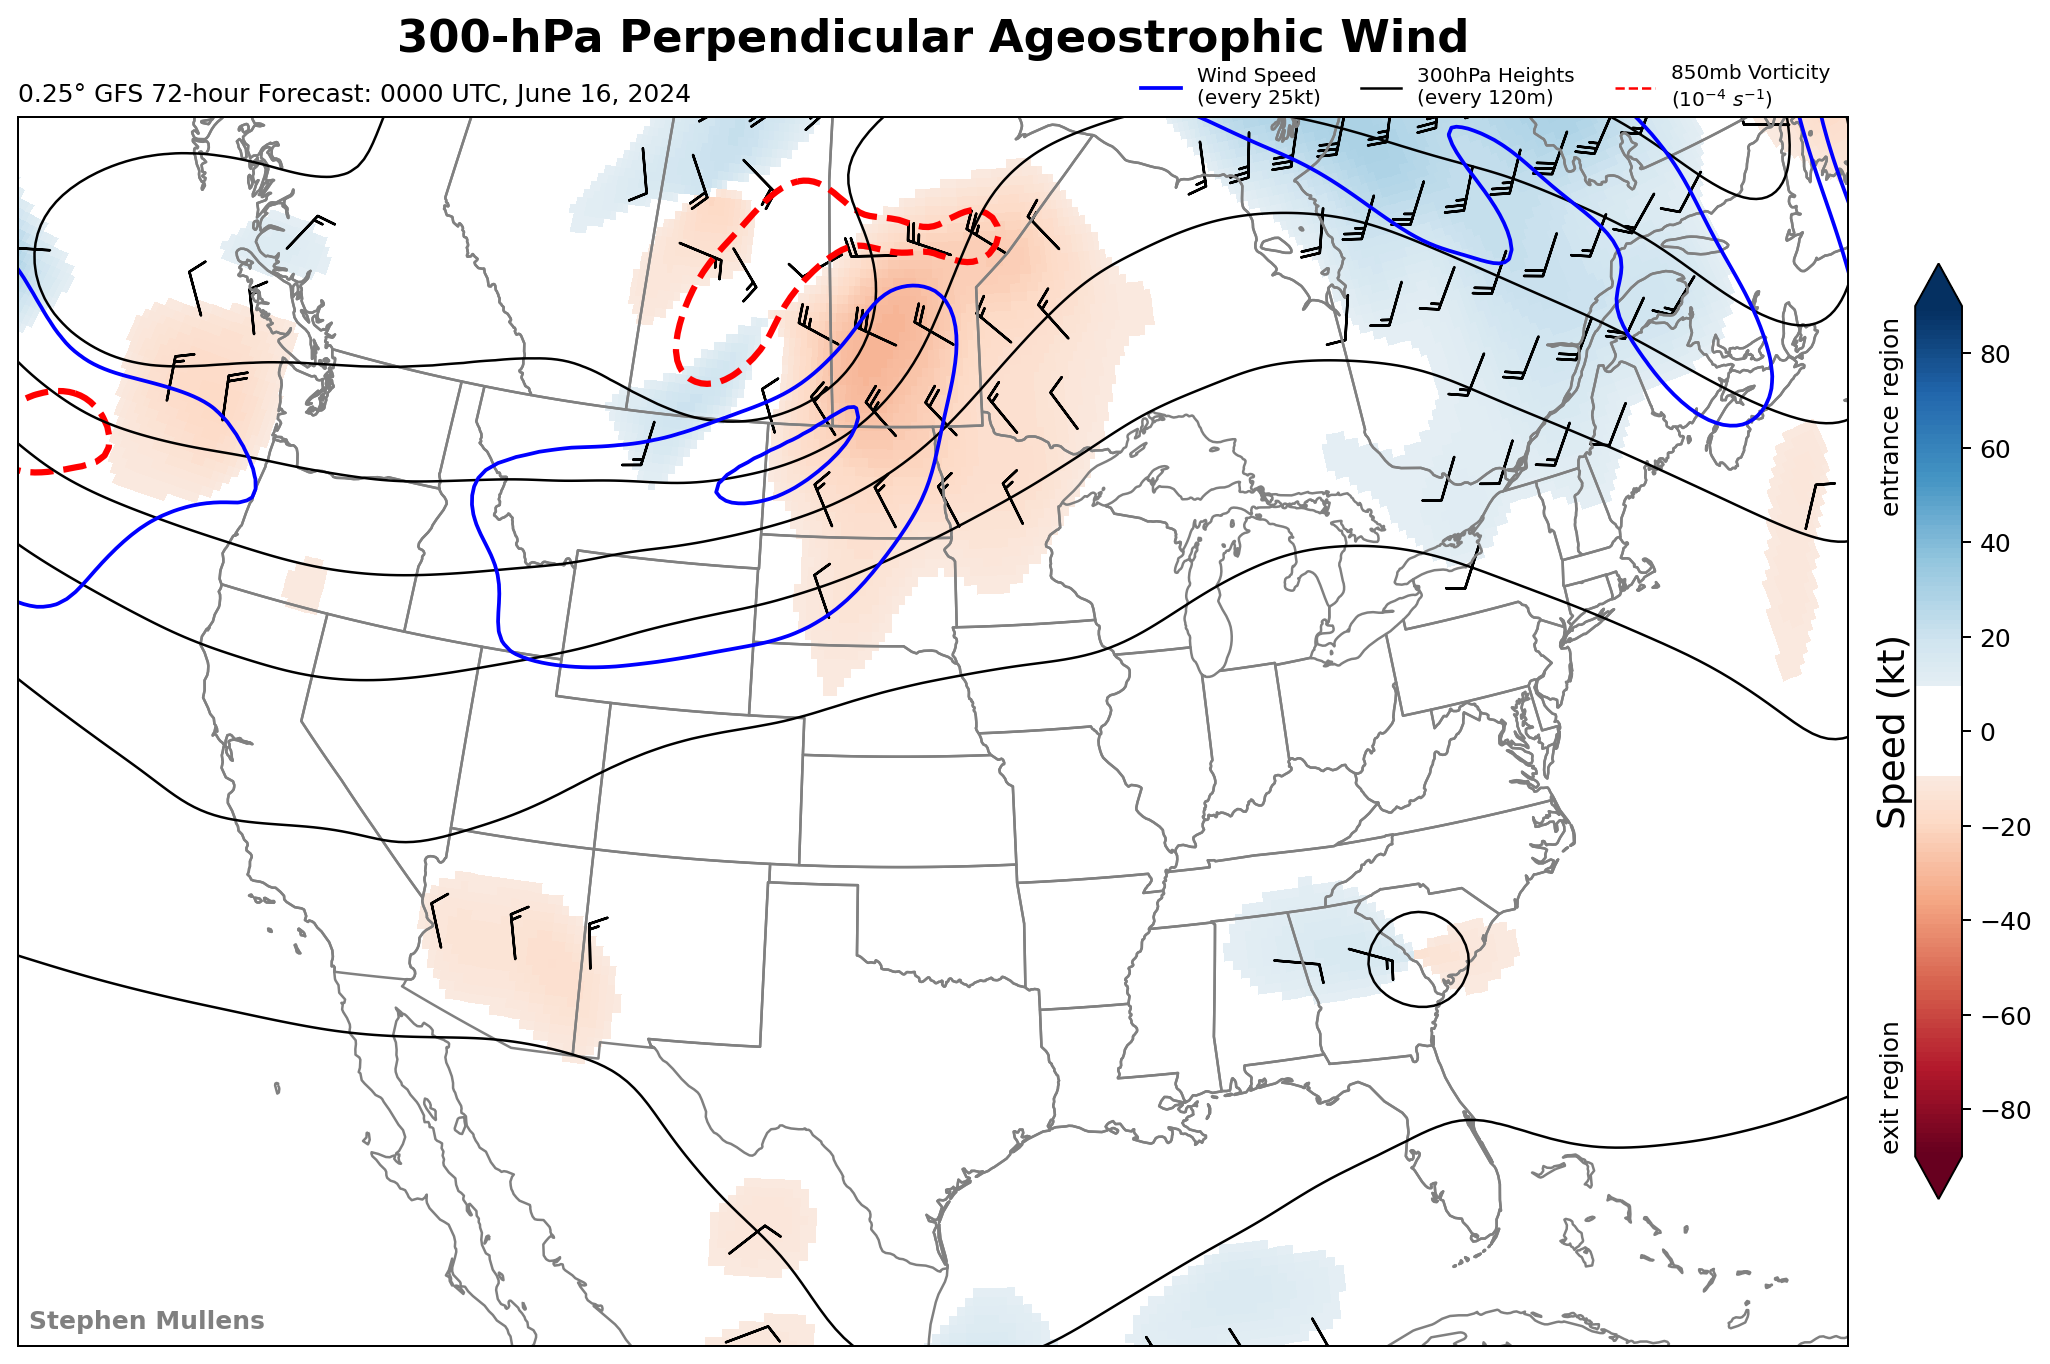 300-hPa Perpendicular Ageostrophic Wind
0.25° GFS 72-hour Forecast: 0000 UTC, June 16, 2024
Wind Speed
(every 25kt)
300hPa Heights
(every 120m)
850mb Vorticity
(10⁻⁴ s⁻¹)
entrance region
Speed (kt)
exit region
80
60
40
20
0
−20
−40
−60
−80
Stephen Mullens